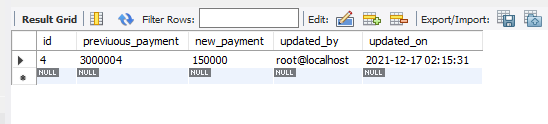 Result Grid Filter Rows: Edit: Export/Import:
id previuous_payment new_payment updated_by updated_on
4 3000004 150000 root@localhost 2021-12-17 02:15:31
NULL NULL NULL NULL NULL